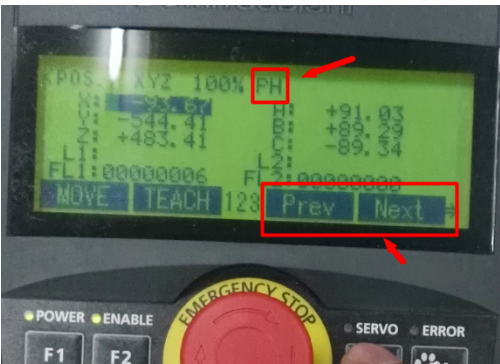 <POS.> XYZ 100% PH
X: -93.67 A: +91.03
Y: -544.41 B: +89.29
Z: +483.41 C: -89.34
L1: L2:
FL1:00000006 FL2:00000000
MOVE TEACH 123 Prev Next ⇒
EMERGENCY STOP
POWER ENABLE SERVO ERROR
F1 F2